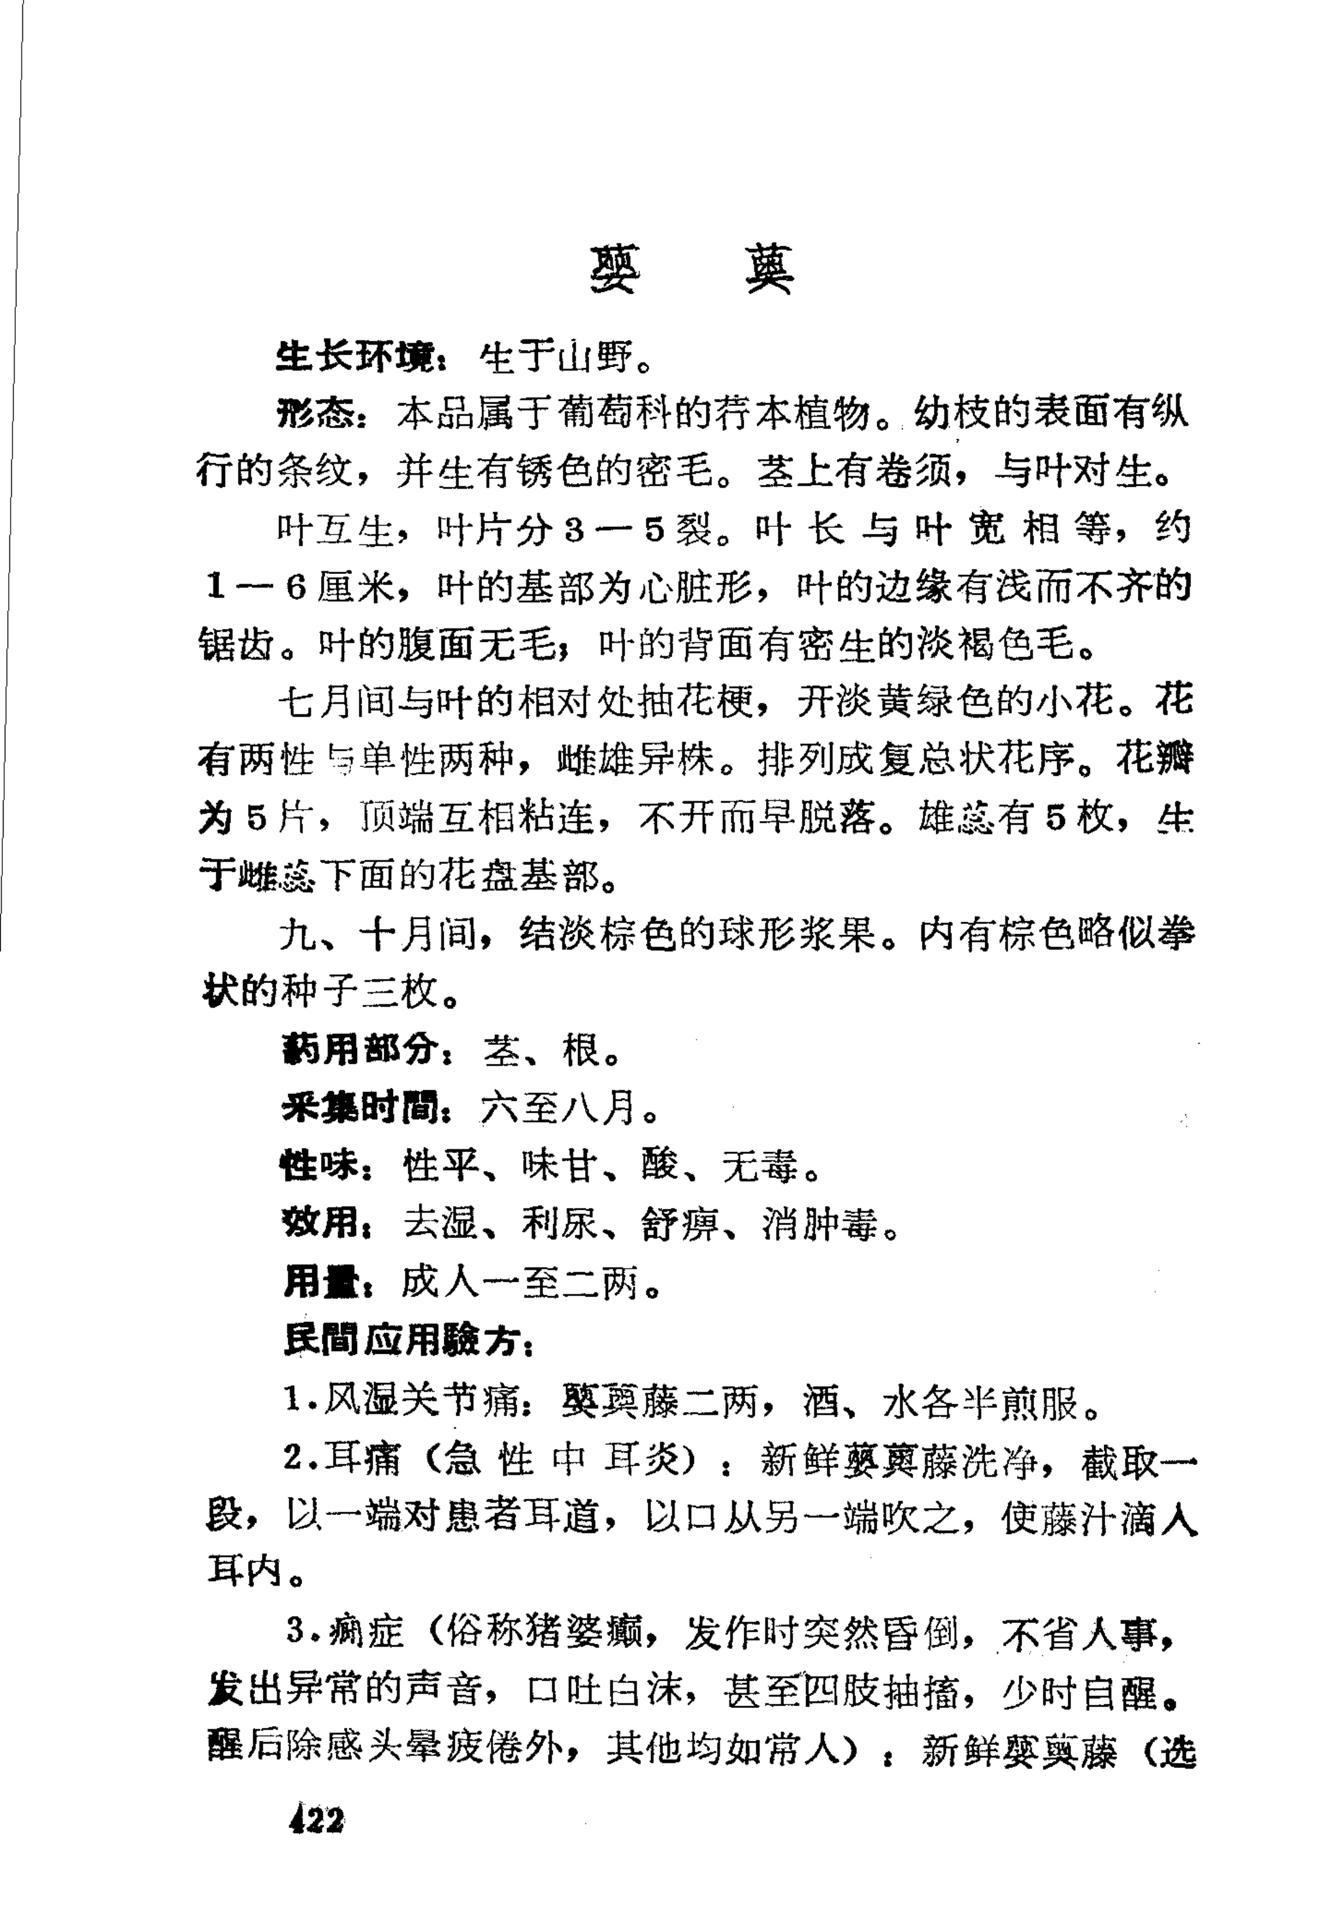 蘡 薁
生长环境：生于山野。
形态：本品属于葡萄科的荇本植物。幼枝的表面有纵
行的条纹，并生有锈色的密毛。茎上有卷须，与叶对生。
叶互生，叶片分3—5裂。叶长与叶宽相等，约
1—6厘米，叶的基部为心脏形，叶的边缘有浅而不齐的
锯齿。叶的腹面无毛；叶的背面有密生的淡褐色毛。
七月间与叶的相对处抽花梗，开淡黄绿色的小花。花
有两性与单性两种，雌雄异株。排列成复总状花序。花瓣
为5片，顶端互相粘连，不开而早脱落。雄蕊有5枚，生
于雌蕊下面的花盘基部。
九、十月间，结淡棕色的球形浆果。内有棕色略似拳
状的种子三枚。
药用部分：茎、根。
采集时間：六至八月。
性味：性平、味甘、酸、无毒。
效用：去湿、利尿、舒痹、消肿毒。
用量：成人一至二两。
民間应用驗方：
1.风湿关节痛：蘡薁藤二两，酒、水各半煎服。
2.耳痛（急性中耳炎）：新鲜蘡薁藤洗净，截取一
段，以一端对患者耳道，以口从另一端吹之，使藤汁滴入
耳内。
3.痫症（俗称猪婆癫，发作时突然昏倒，不省人事，
发出异常的声音，口吐白沫，甚至四肢抽搐，少时自醒。
醒后除感头晕疲倦外，其他均如常人）：新鲜蘡薁藤（选
422